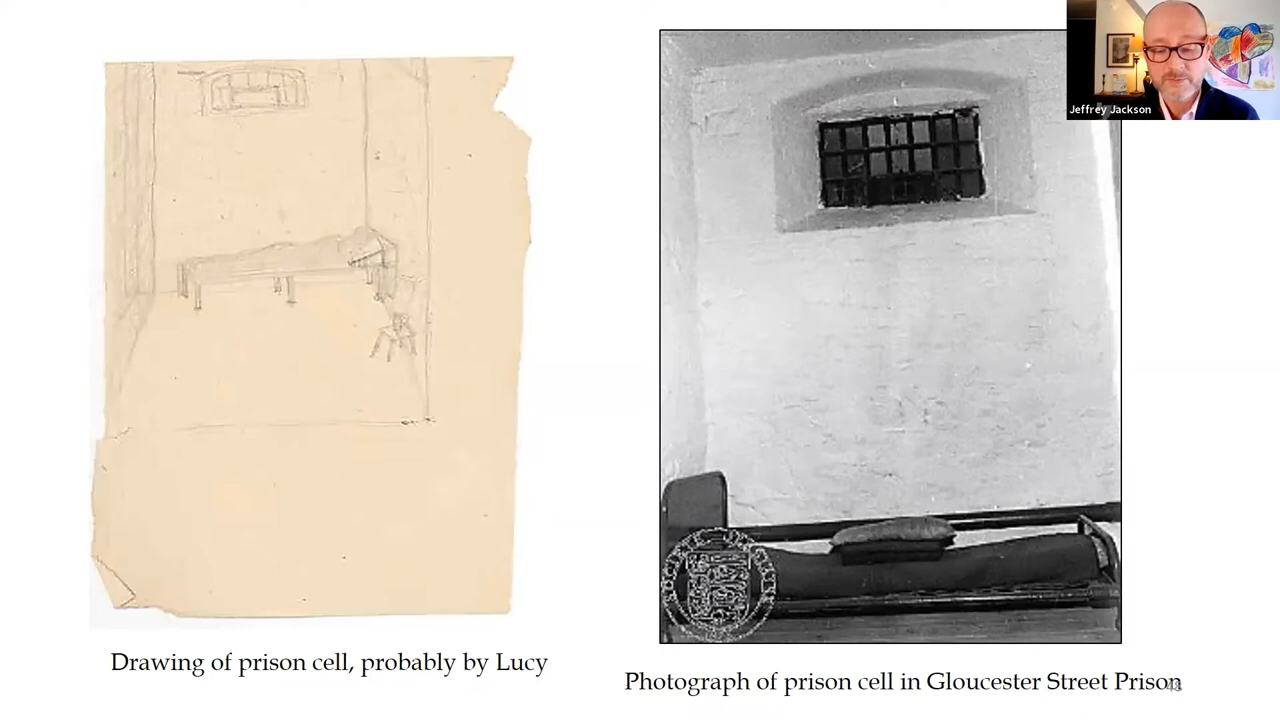 Jeffrey Jackson
Drawing of prison cell, probably by Lucy
Photograph of prison cell in Gloucester Street Prison